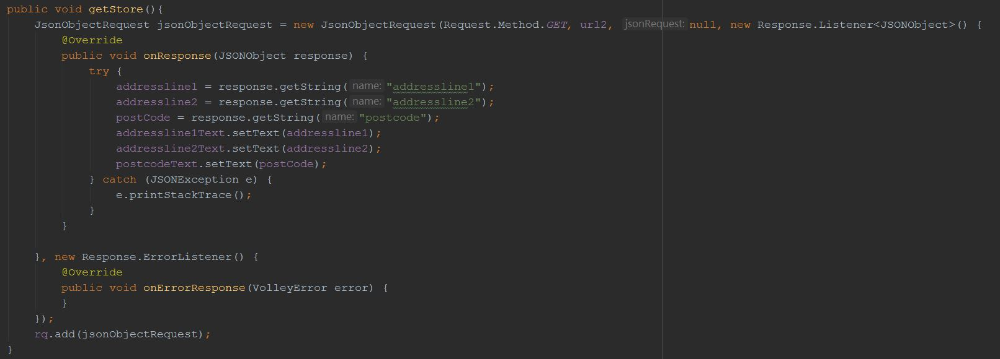 public void getStore(){
JsonObjectRequest jsonObjectRequest = new JsonObjectRequest(Request.Method.GET, url2, jsonRequest: null, new Response.Listener<JSONObject>() {
@Override
public void onResponse(JSONObject response) {
try {
addressline1 = response.getString( name: "addressline1");
addressline2 = response.getString( name: "addressline2");
postCode = response.getString( name: "postcode");
addressline1Text.setText(addressline1);
addressline2Text.setText(addressline2);
postcodeText.setText(postCode);
} catch (JSONException e) {
e.printStackTrace();
}
}
}, new Response.ErrorListener() {
@Override
public void onErrorResponse(VolleyError error) {
}
});
rq.add(jsonObjectRequest);
}